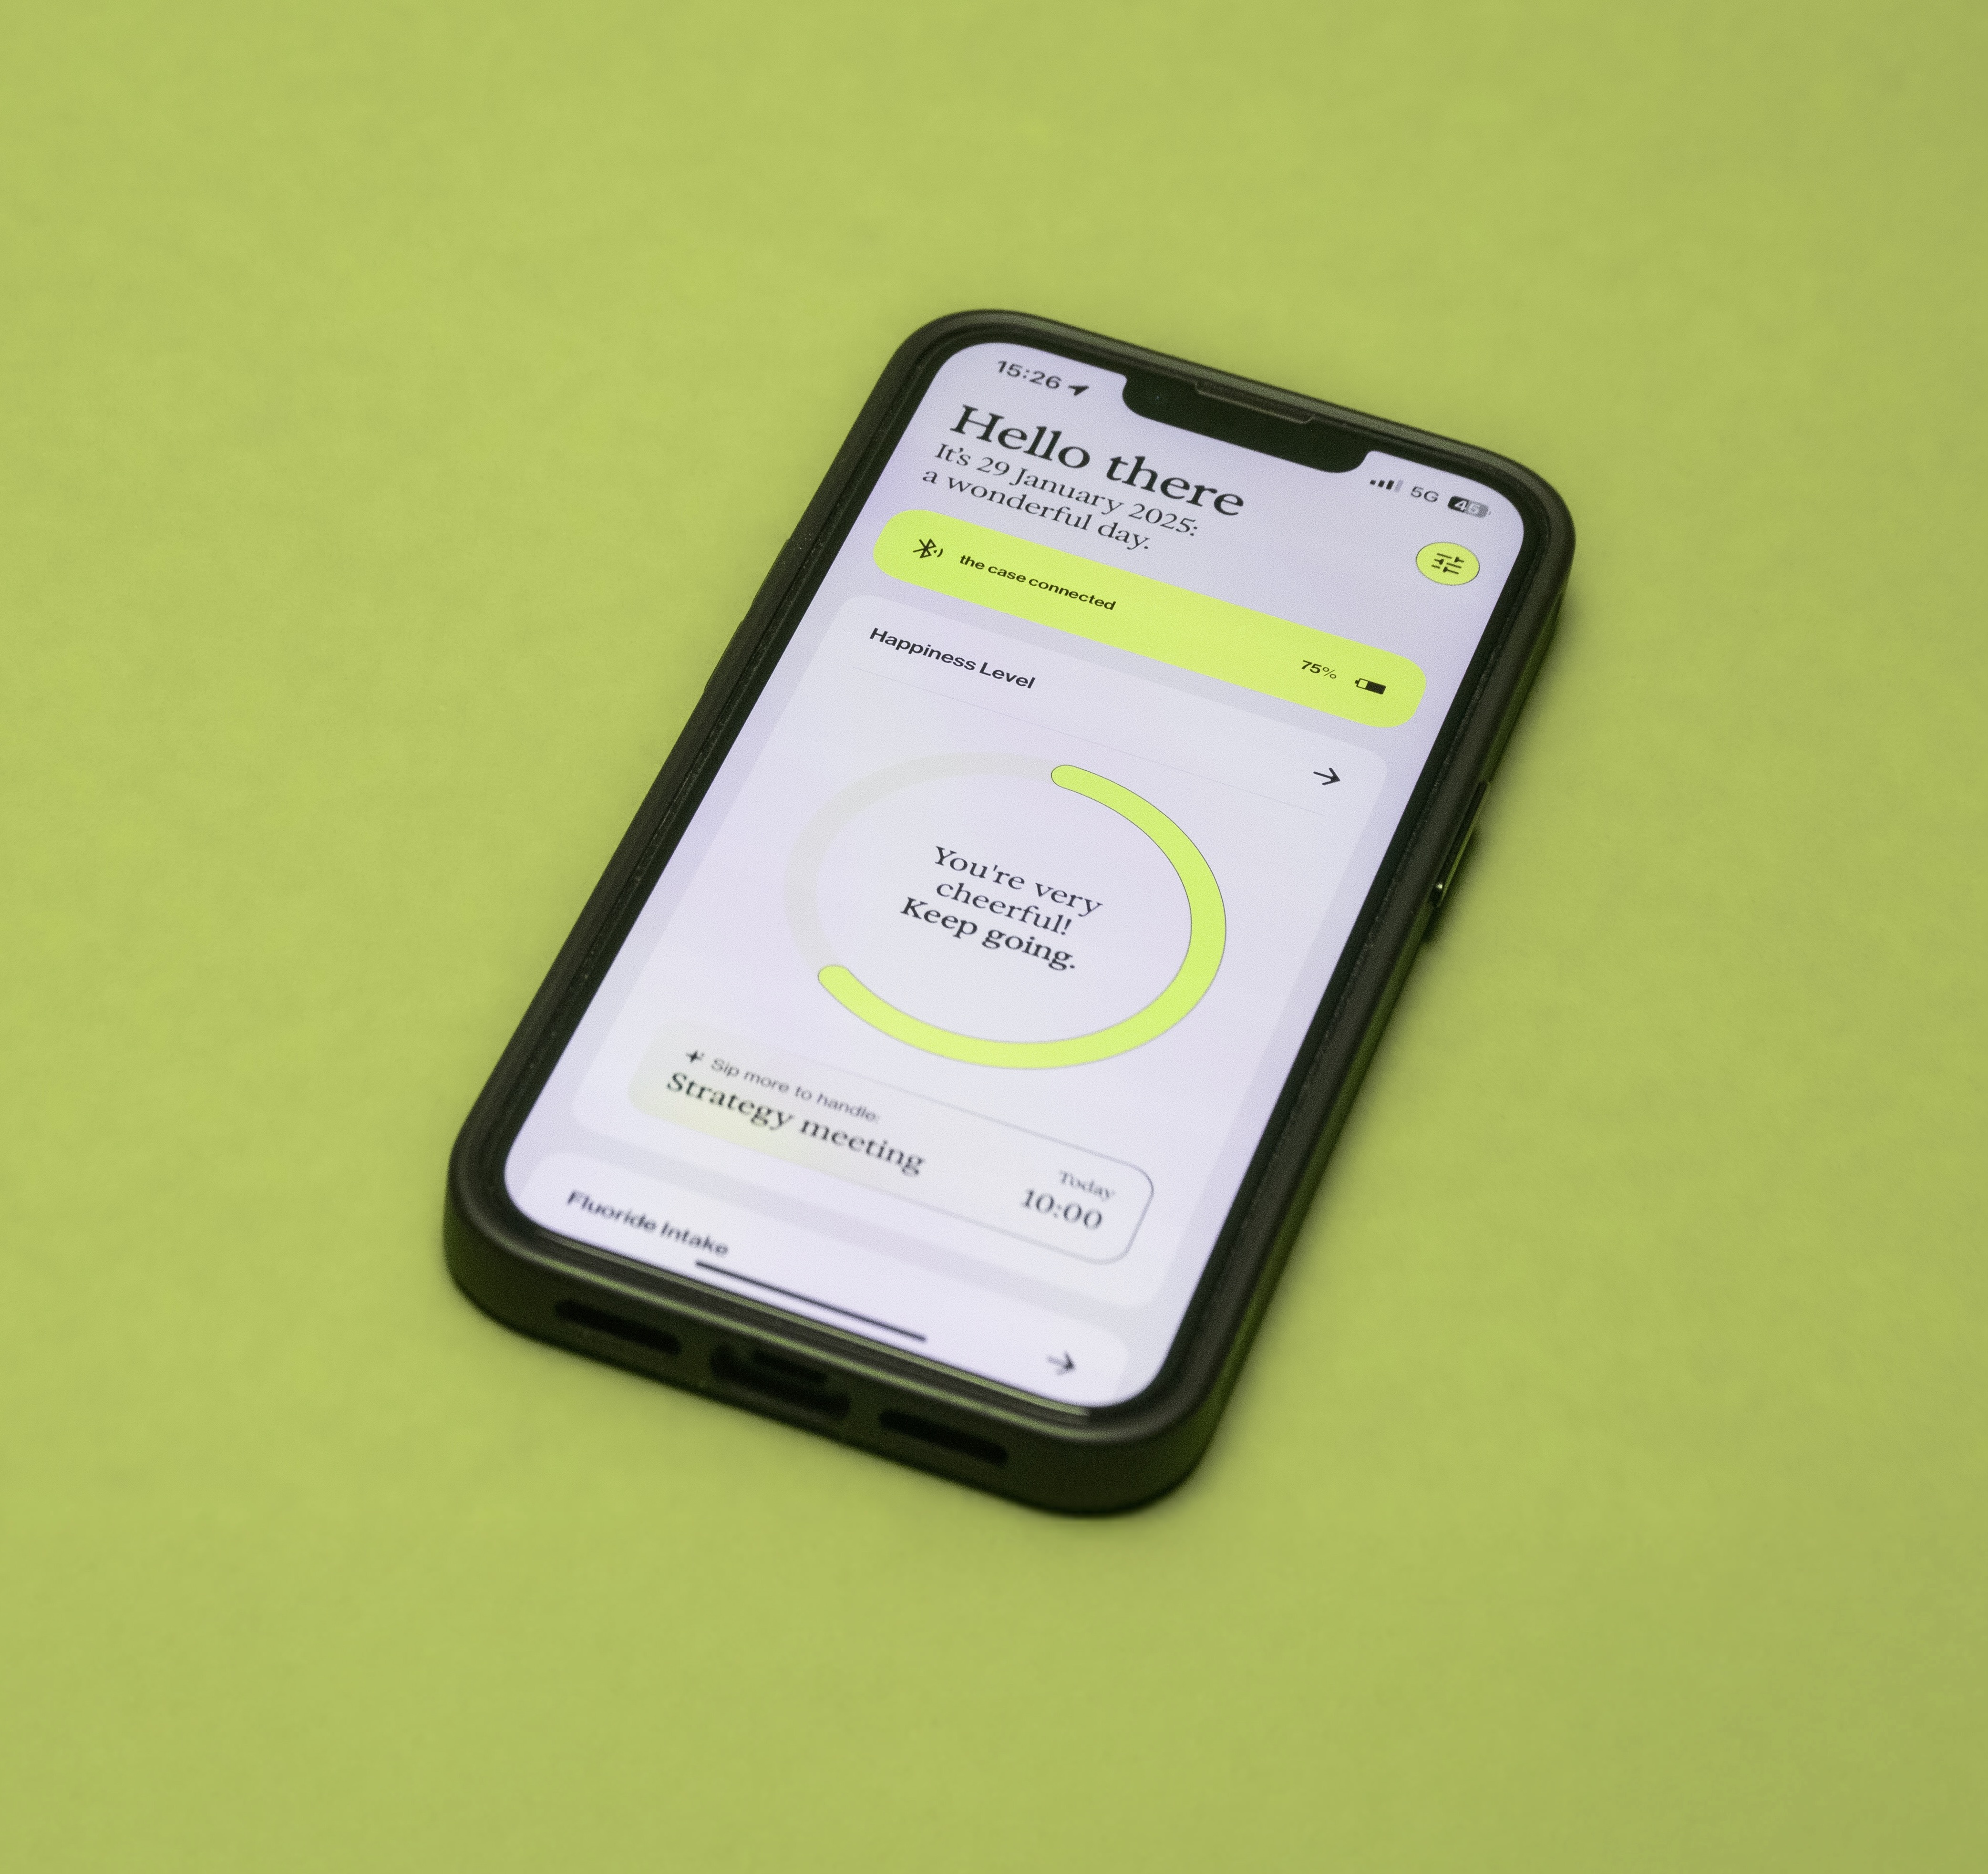 15:26
5G 45
Hello there
It's 29 January 2025:
a wonderful day.
the case connected
75%
Happiness Level
You're very
cheerful!
Keep going.
Sip more to handle:
Strategy meeting
Today
10:00
Fluoride Intake